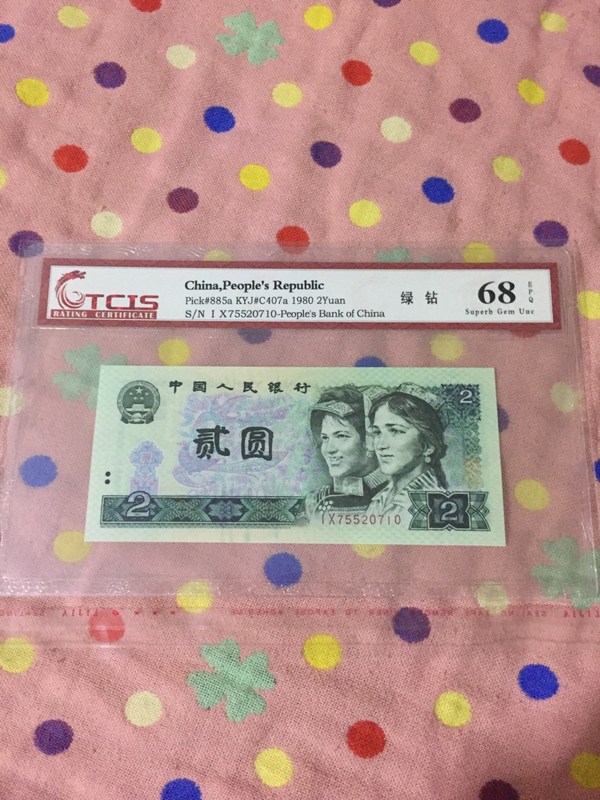 TCIS
RATING CERTIFICATE
China,People's Republic
Pick#885a KYJ#C407a 1980 2Yuan
S/N I X75520710-People's Bank of China
绿 钻
68 EPQ
Superb Gem Unc
中国人民银行
贰圆
2
2
2
IX75520710